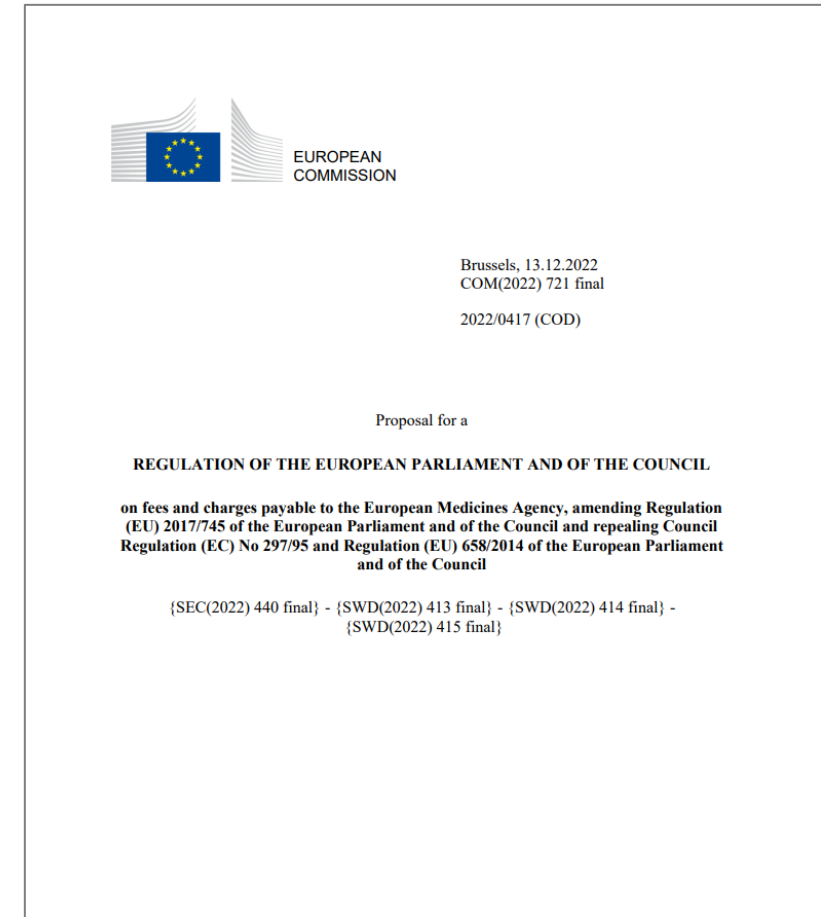 EUROPEAN
COMMISSION
Brussels, 13.12.2022
COM(2022) 721 final
2022/0417 (COD)
Proposal for a
REGULATION OF THE EUROPEAN PARLIAMENT AND OF THE COUNCIL
on fees and charges payable to the European Medicines Agency, amending Regulation
(EU) 2017/745 of the European Parliament and of the Council and repealing Council
Regulation (EC) No 297/95 and Regulation (EU) 658/2014 of the European Parliament
and of the Council
{SEC(2022) 440 final} - {SWD(2022) 413 final} - {SWD(2022) 414 final} -
{SWD(2022) 415 final}